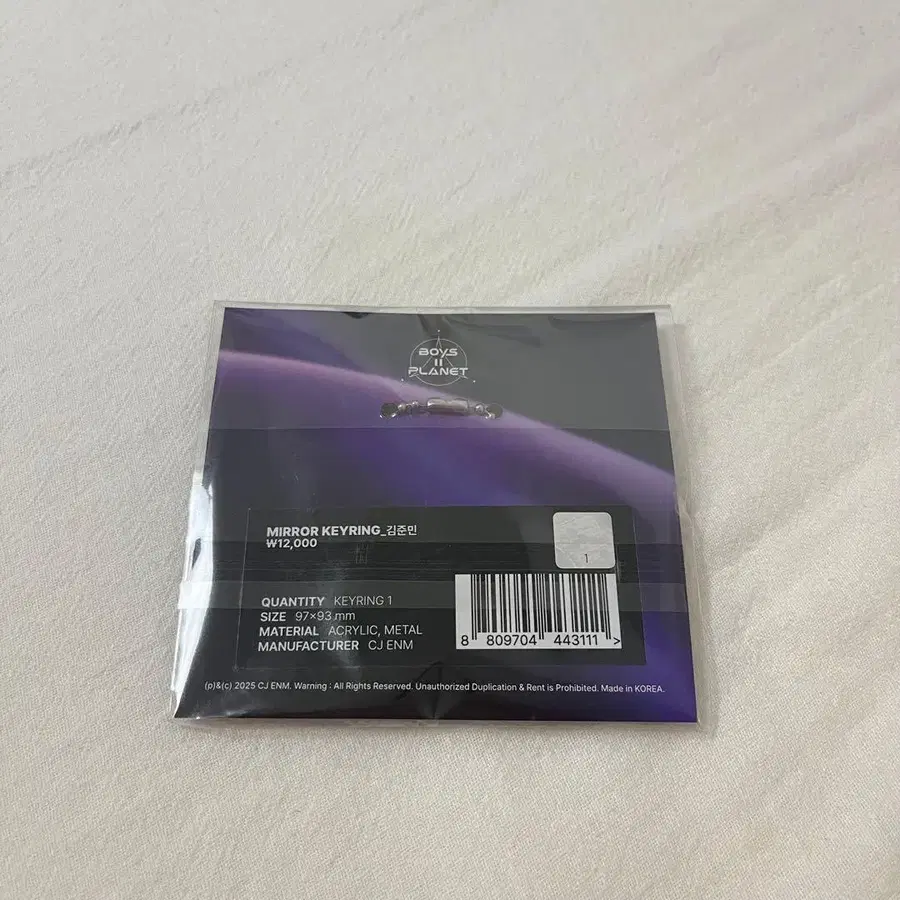 BOYS
II
PLANET
MIRROR KEYRING_김준민
₩12,000
1
QUANTITY KEYRING 1
SIZE 97×93 mm
MATERIAL ACRYLIC, METAL
MANUFACTURER CJ ENM
8 809704 443111 >
(p)&(c) 2025 CJ ENM. Warning : All Rights Reserved. Unauthorized Duplication & Rent is Prohibited. Made in KOREA.